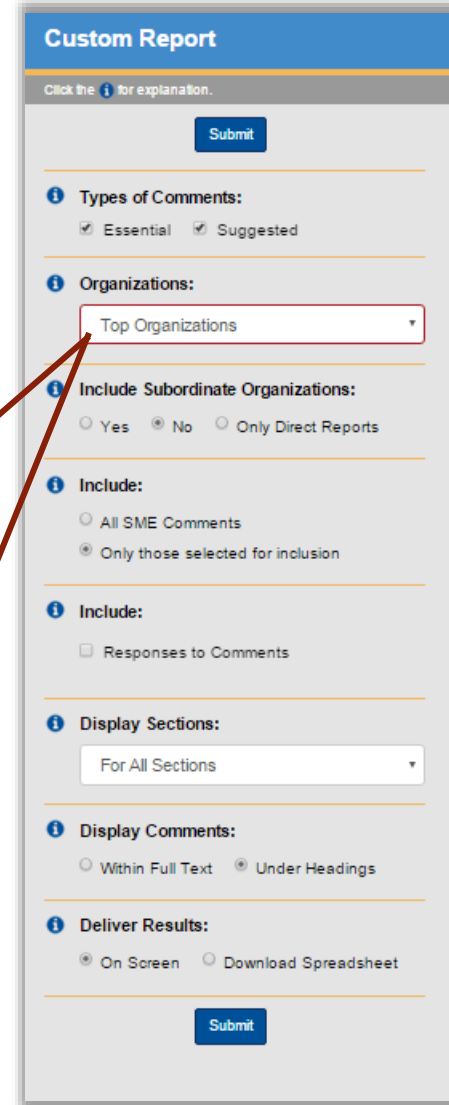 Custom Report
Click the i for explanation.
Submit
i Types of Comments:
Essential Suggested
i Organizations:
Top Organizations
i Include Subordinate Organizations:
Yes No Only Direct Reports
i Include:
All SME Comments
Only those selected for inclusion
i Include:
Responses to Comments
i Display Sections:
For All Sections
i Display Comments:
Within Full Text Under Headings
i Deliver Results:
On Screen Download Spreadsheet
Submit